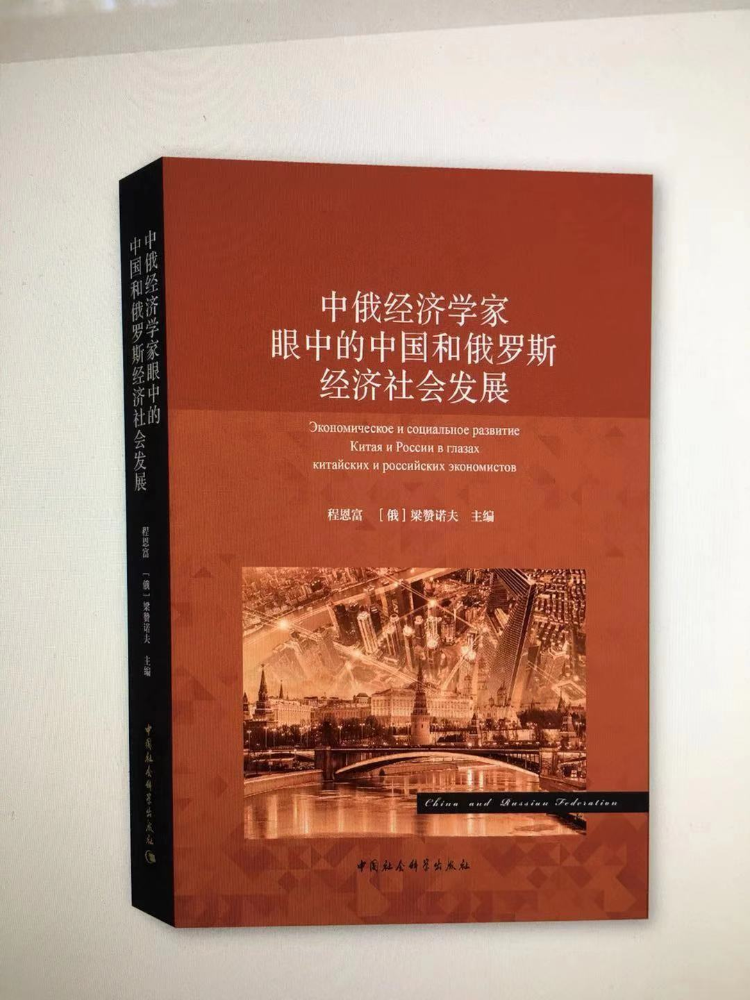 中俄经济学家
眼中的中国和俄罗斯
经济社会发展
Экономическое и социальное развитие
Китая и России в глазах
китайских и российских экономистов
程恩富 [俄]梁赞诺夫 主编
China and Russian Federation
中国社会科学出版社
中俄经济学家眼中的
中国和俄罗斯经济社会发展
程恩富 [俄]梁赞诺夫 主编
中国社会科学出版社